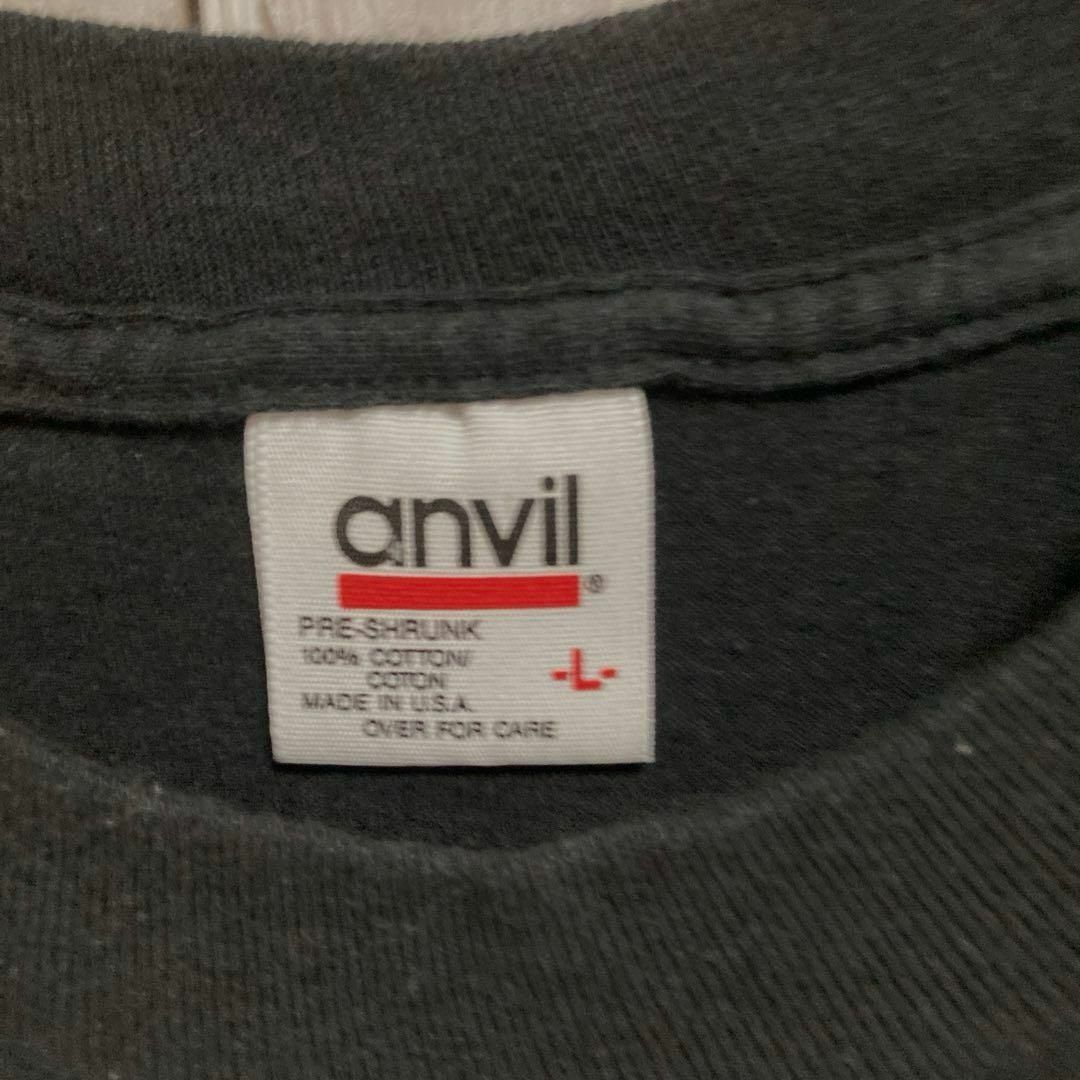 anvil®
PRE-SHRUNK
100% COTTON/
COTON
-L-
MADE IN U.S.A.
OVER FOR CARE